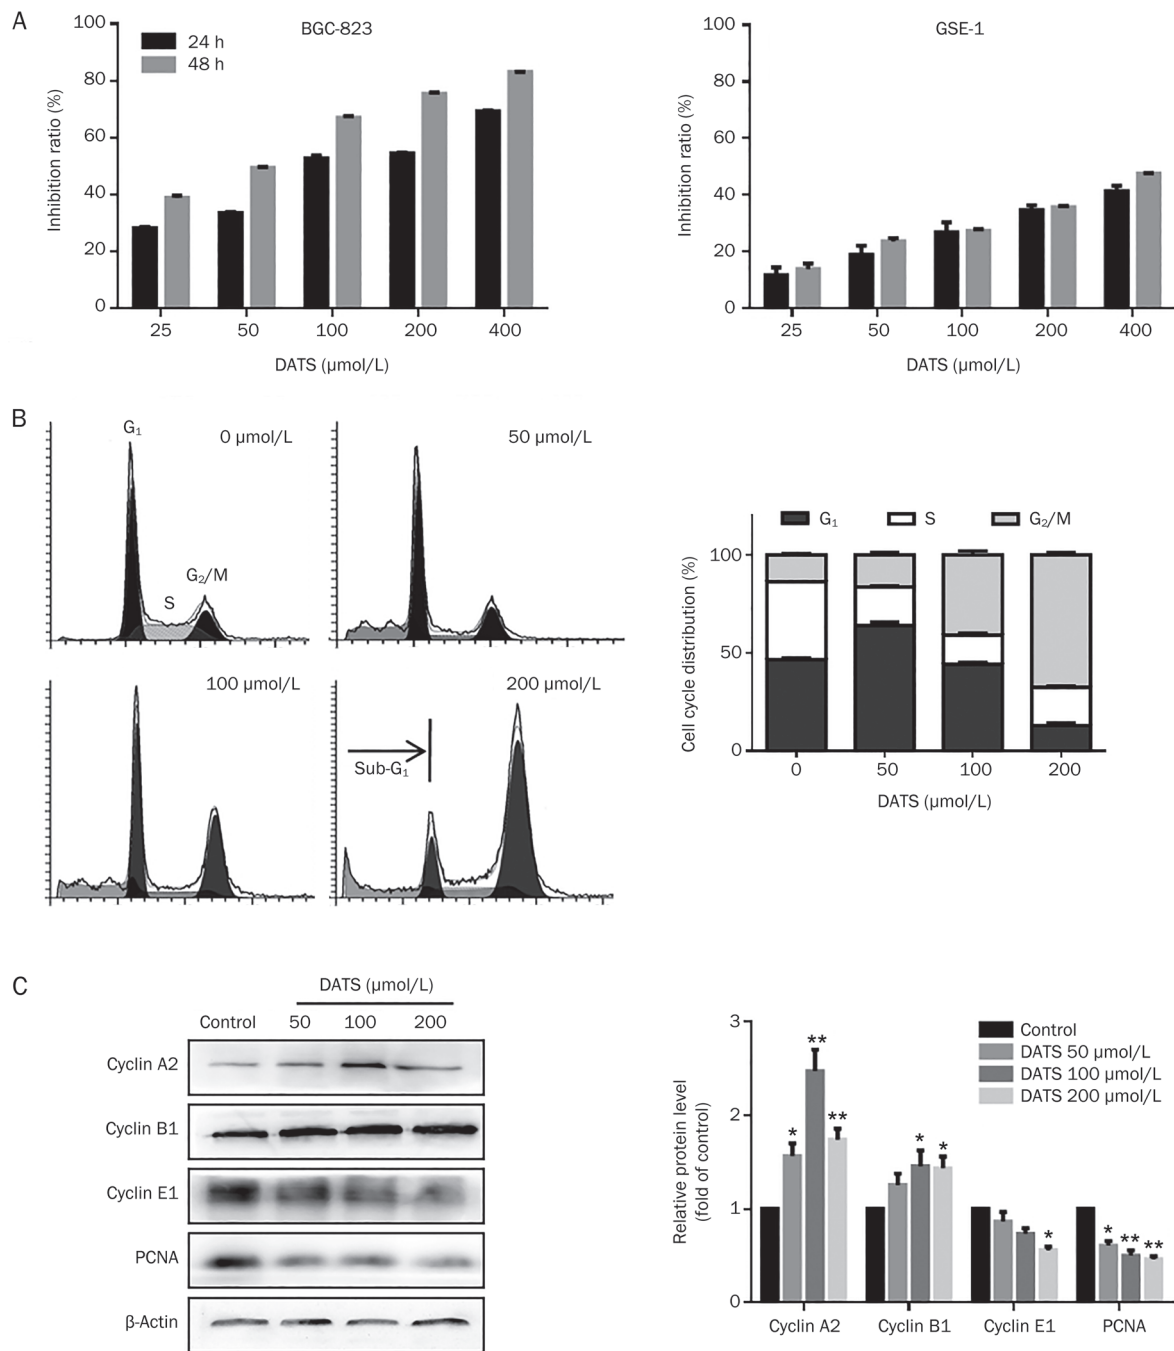 A
BGC-823
24 h
48 h
Inhibition ratio (%)
100
80
60
40
20
0
25 50 100 200 400
DATS (µmol/L)
GSE-1
Inhibition ratio (%)
100
80
60
40
20
0
25 50 100 200 400
DATS (µmol/L)
B
G₁
S
G₂/M
0 µmol/L
50 µmol/L
100 µmol/L
200 µmol/L
Sub-G₁
G₁ S G₂/M
Cell cycle distribution (%)
100
50
0
0 50 100 200
DATS (µmol/L)
C
DATS (µmol/L)
Control 50 100 200
Cyclin A2
Cyclin B1
Cyclin E1
PCNA
β-Actin
Relative protein level
(fold of control)
3
2
1
0
Control
DATS 50 µmol/L
DATS 100 µmol/L
DATS 200 µmol/L
* ** **
* *
*
* ** **
Cyclin A2 Cyclin B1 Cyclin E1 PCNA